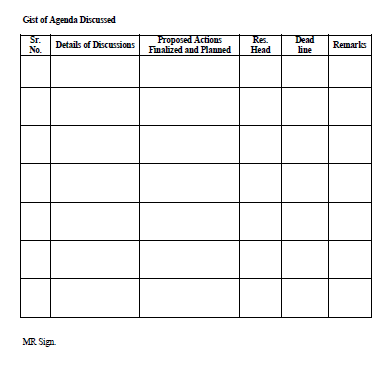 Gist of Agenda Discussed
Sr. No. Details of Discussions Proposed Actions Finalized and Planned Res. Head Dead line Remarks
MR Sign.